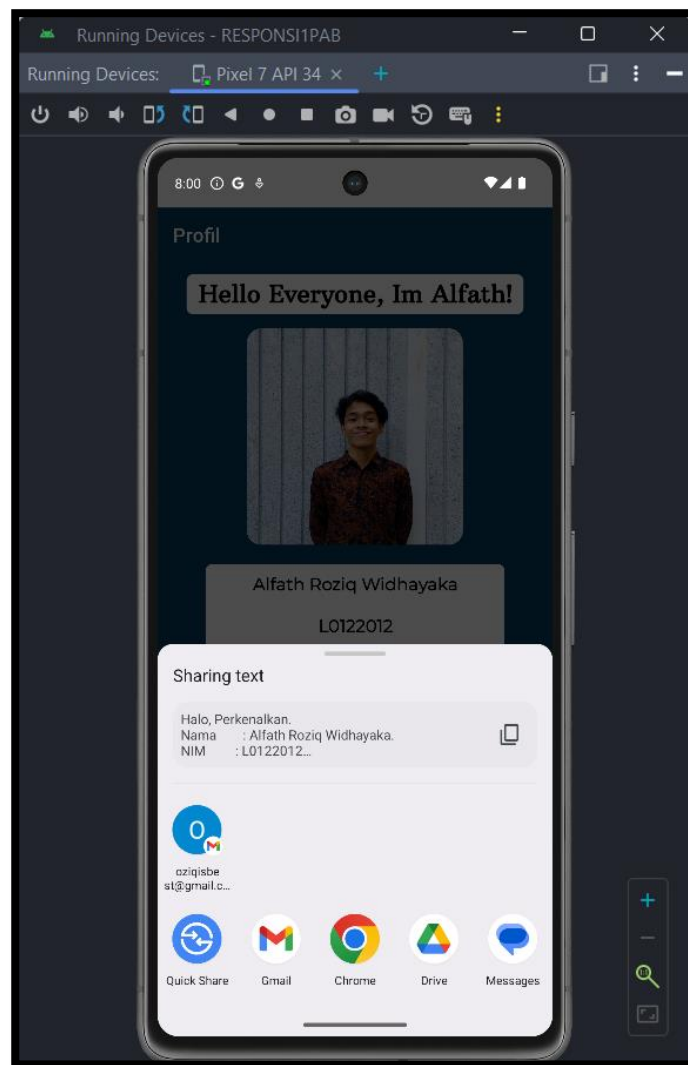 Running Devices - RESPONSI1PAB
Running Devices: Pixel 7 API 34
8:00
Profil
Hello Everyone, Im Alfath!
Alfath Roziq Widhayaka
L0122012
Sharing text
Halo, Perkenalkan.
Nama : Alfath Roziq Widhayaka.
NIM : L0122012...
O
oziqisbe
st@gmail.c...
Quick Share Gmail Chrome Drive Messages
1:1